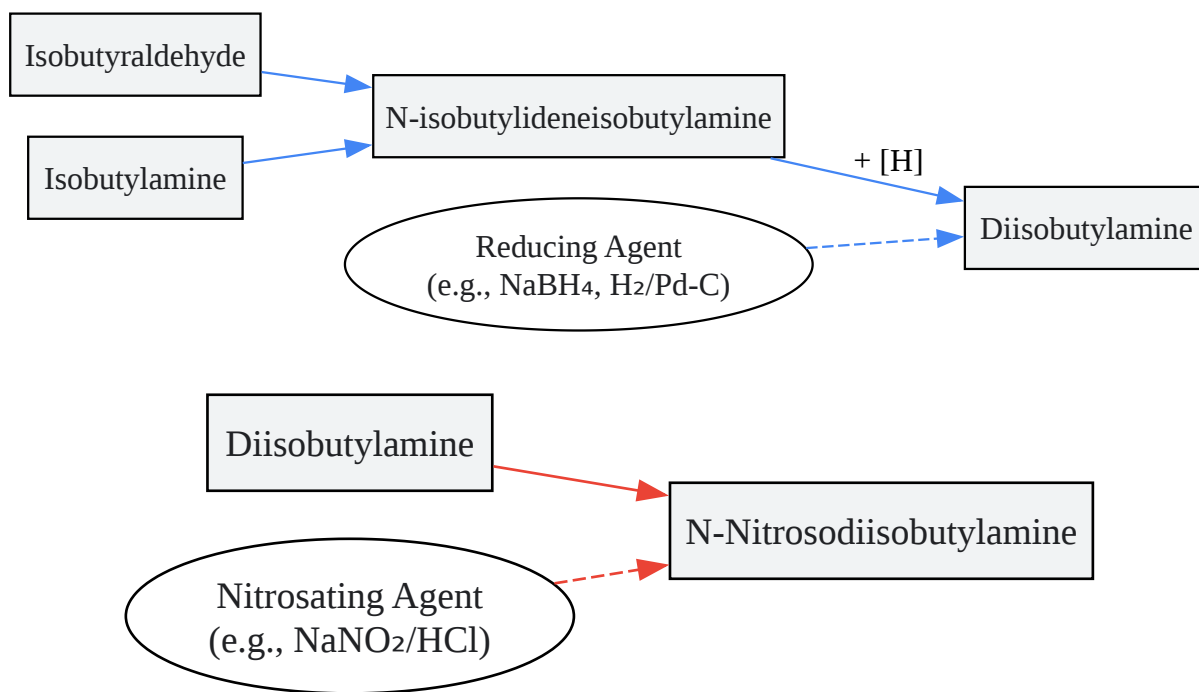 Isobutyraldehyde
N-isobutylideneisobutylamine
Isobutylamine
+ [H]
Diisobutylamine
Reducing Agent
(e.g., NaBH₄, H₂/Pd-C)
Diisobutylamine
N-Nitrosodiisobutylamine
Nitrosating Agent
(e.g., NaNO₂/HCl)